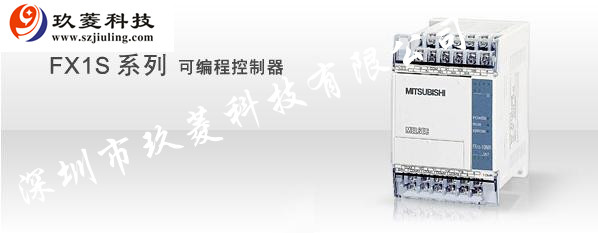 玖菱科技
www.szjiuling.com
FX1S 系列 可编程控制器
深圳市玖菱科技有限公司
MITSUBISHI
MELSEC
POWER
RUN
ERROR